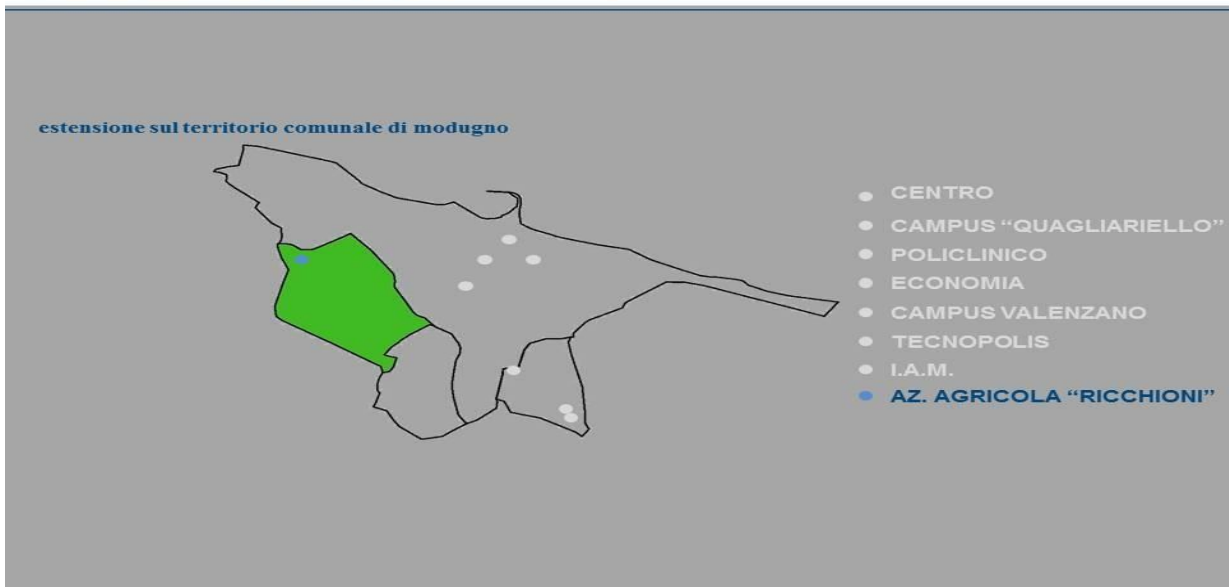 estensione sul territorio comunale di modugno
CENTRO
CAMPUS “QUAGLIARIELLO”
POLICLINICO
ECONOMIA
CAMPUS VALENZANO
TECNOPOLIS
I.A.M.
AZ. AGRICOLA “RICCHIONI”